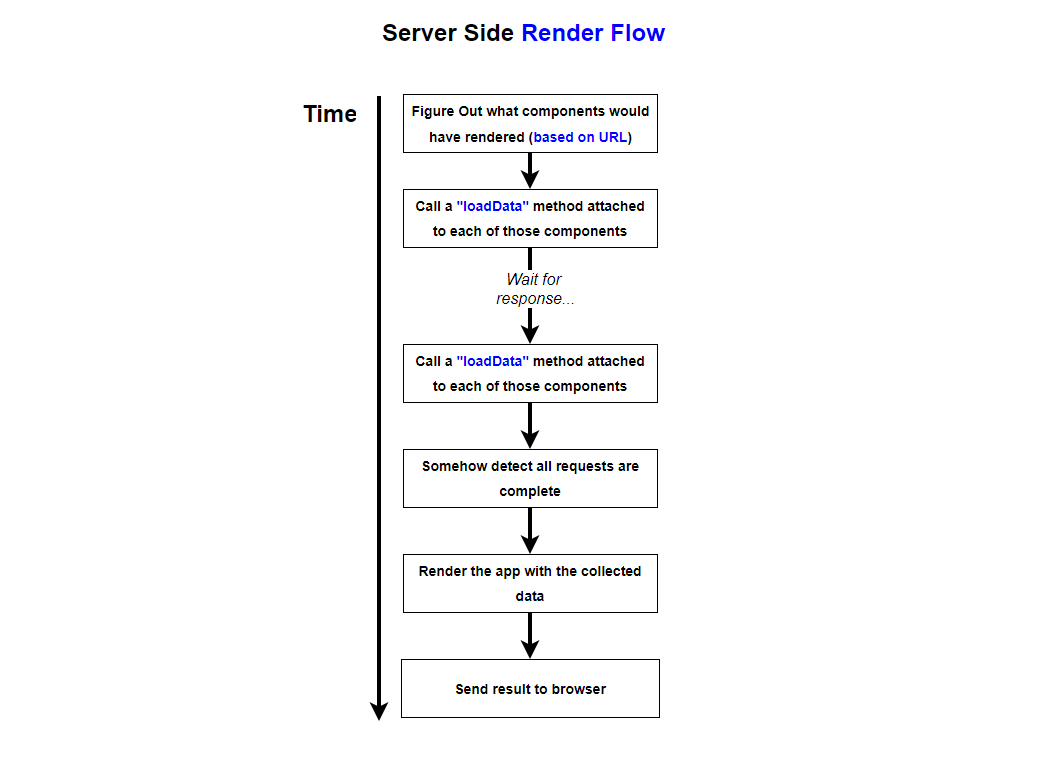 Server Side Render Flow
Time
Figure Out what components would
have rendered (based on URL)
Call a "loadData" method attached
to each of those components
Wait for
response...
Call a "loadData" method attached
to each of those components
Somehow detect all requests are
complete
Render the app with the collected
data
Send result to browser